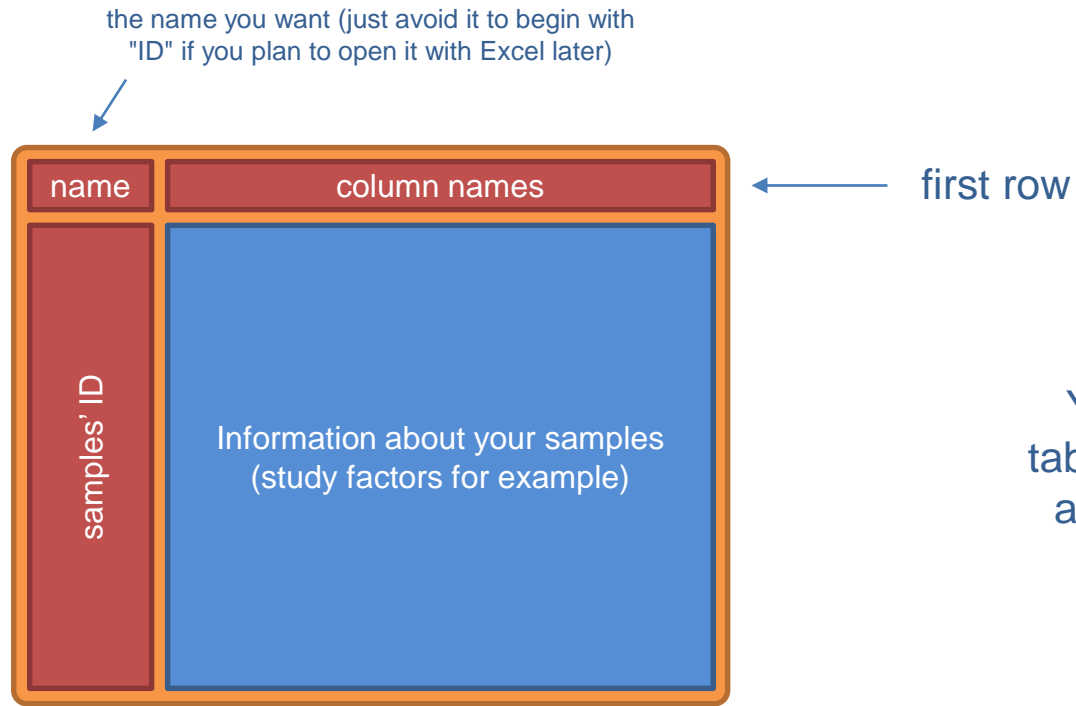 the name you want (just avoid it to begin with
"ID" if you plan to open it with Excel later)
name
column names
first row
samples' ID
Information about your samples
(study factors for example)